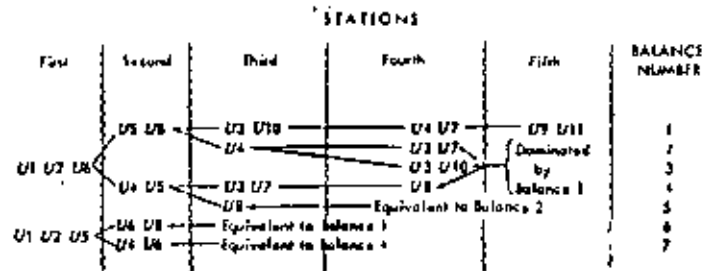 STATIONS
First Second Third Fourth Fifth BALANCE NUMBER
U5 U8 U3 U10 U4 U7 U9 U11 1
U4 U3 U7 Dominated 2
U1 U2 U6 U3 U10 by 3
U4 U5 U3 U7 U8 Balance 1 4
U8 Equivalent to Balance 2 5
U6 U8 Equivalent to Balance 6
U1 U2 U5 U4 U6 Equivalent to Balance 4 7